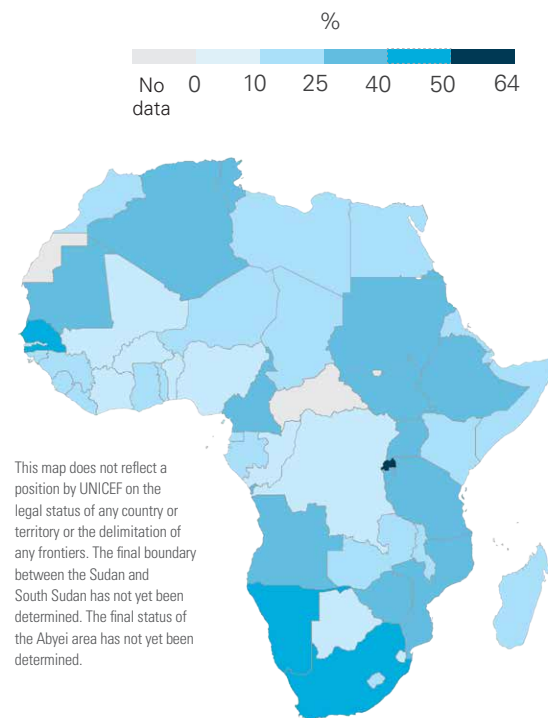 %
No data 0 10 25 40 50 64
This map does not reflect a
position by UNICEF on the
legal status of any country or
territory or the delimitation of
any frontiers. The final boundary
between the Sudan and
South Sudan has not yet been
determined. The final status of
the Abyei area has not yet been
determined.